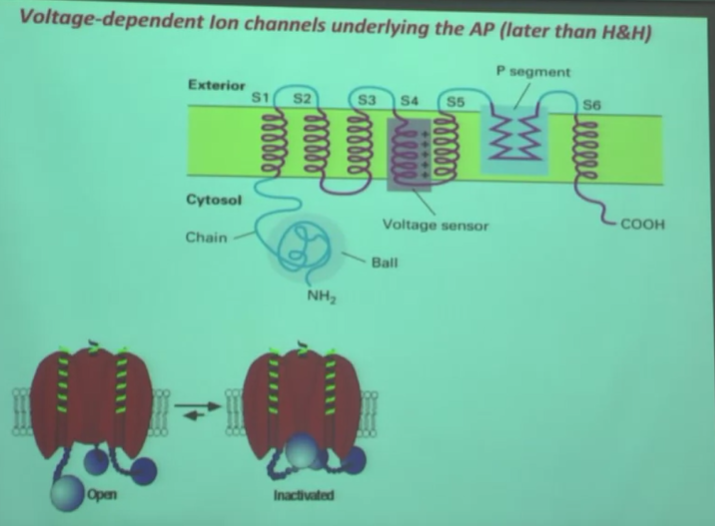 Voltage-dependent Ion channels underlying the AP (later than H&H)
P segment
Exterior
S1 S2 S3 S4 S5 S6
+
+
+
+
+
Cytosol
Voltage sensor
COOH
Chain
Ball
NH₂
Open
Inactivated